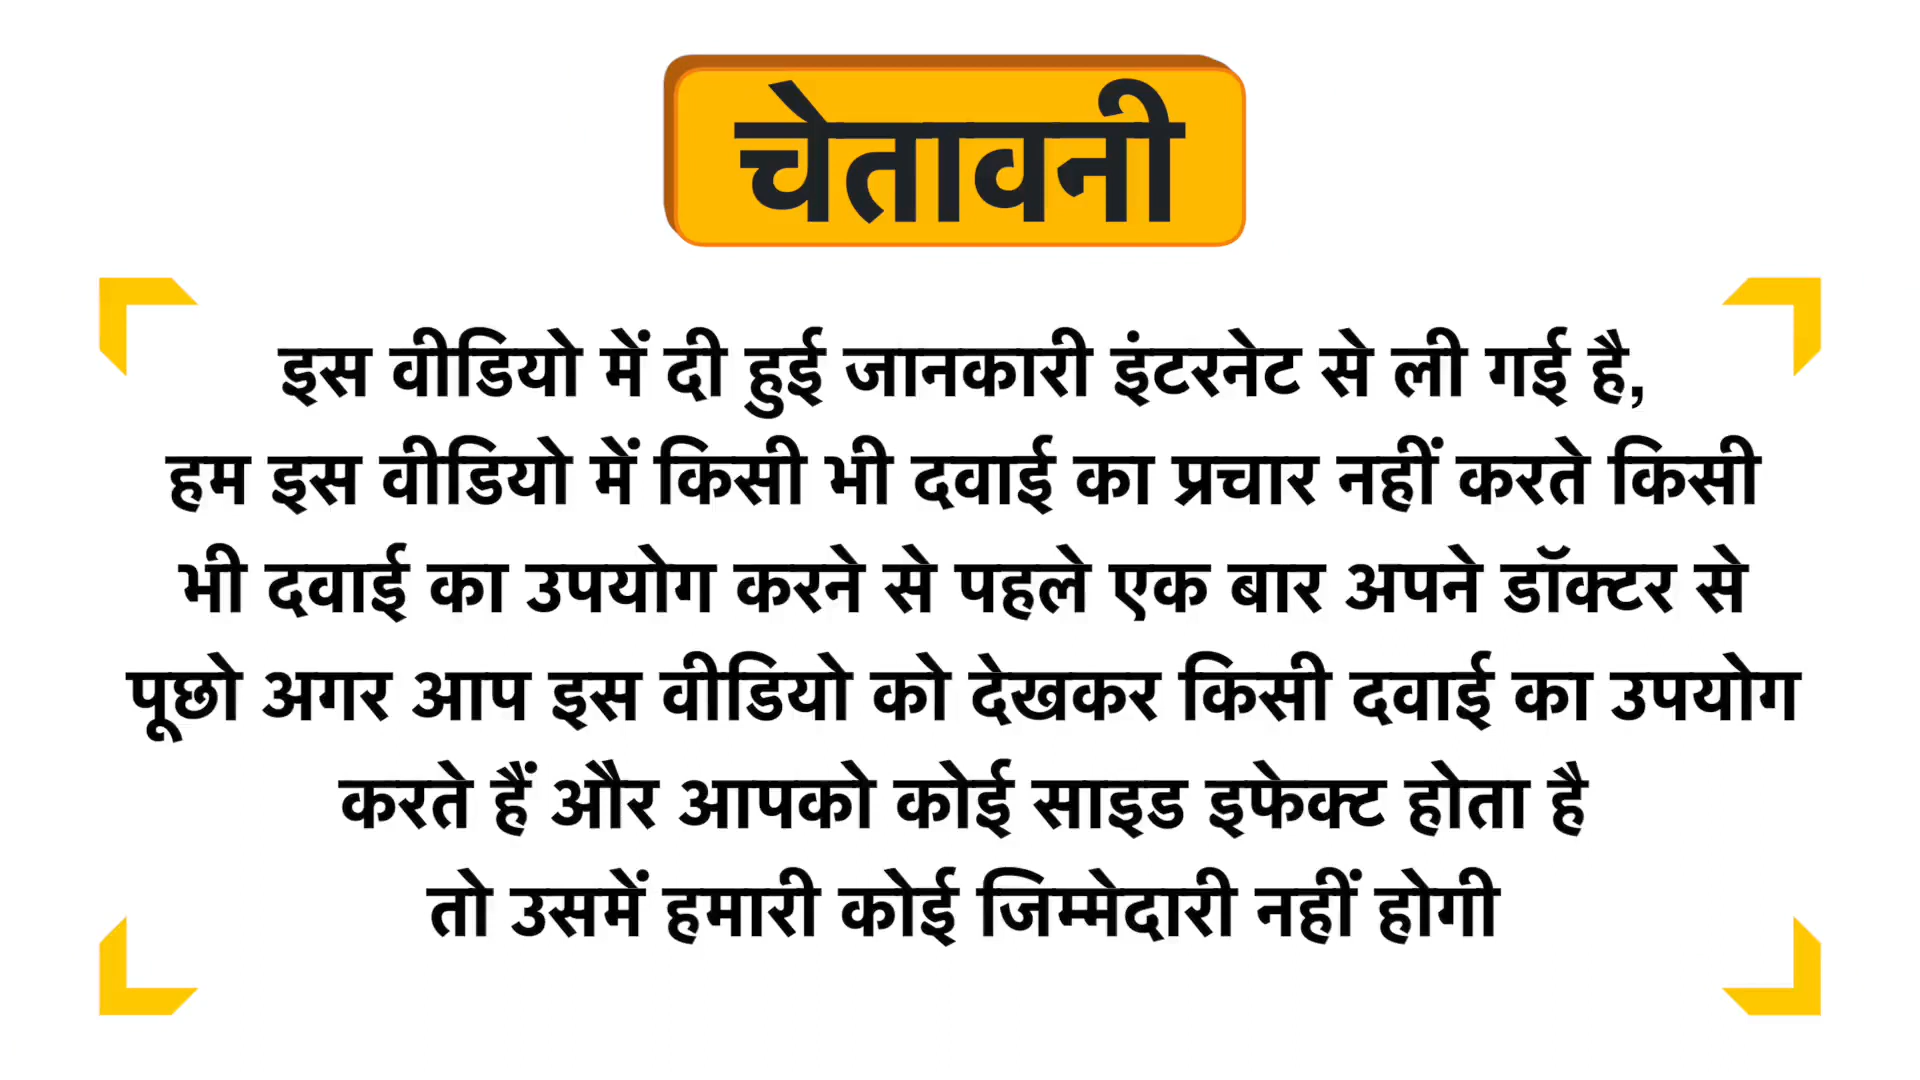 चेतावनी
इस वीडियो में दी हुई जानकारी इंटरनेट से ली गई है,
हम इस वीडियो में किसी भी दवाई का प्रचार नहीं करते किसी
भी दवाई का उपयोग करने से पहले एक बार अपने डॉक्टर से
पूछो अगर आप इस वीडियो को देखकर किसी दवाई का उपयोग
करते हैं और आपको कोई साइड इफेक्ट होता है
तो उसमें हमारी कोई जिम्मेदारी नहीं होगी